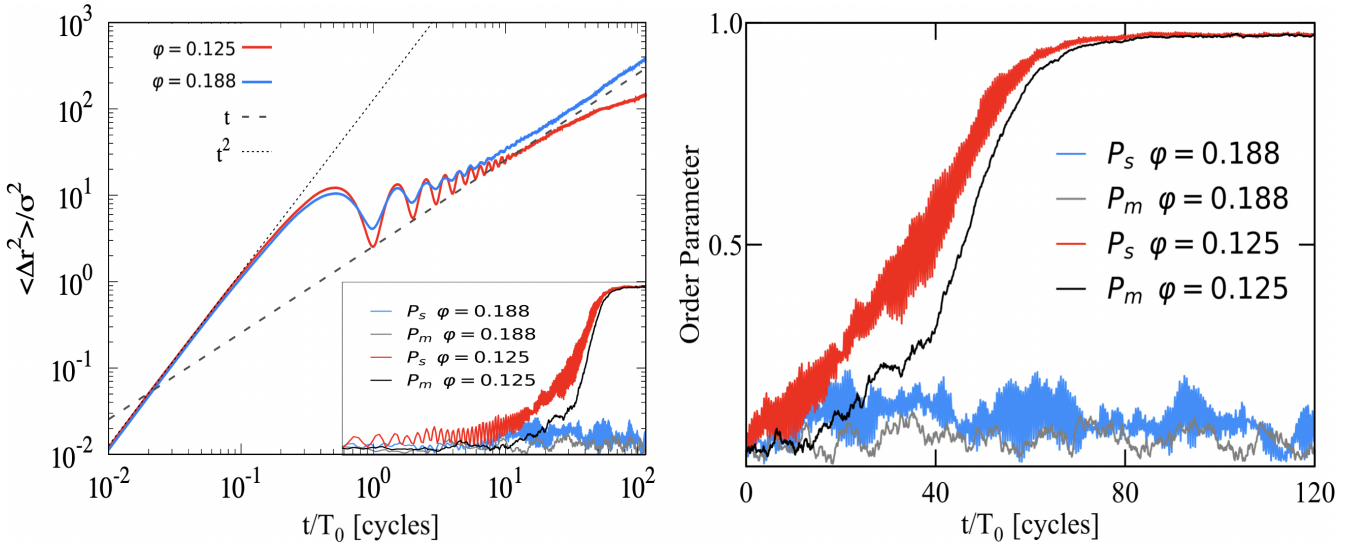 10³
φ = 0.125
φ = 0.188
t
t²
10²
10¹
10⁰
10⁻¹
10⁻²
<Δr²>/σ²
Pₛ φ = 0.188
Pₘ φ = 0.188
Pₛ φ = 0.125
Pₘ φ = 0.125
10⁻² 10⁻¹ 10⁰ 10¹ 10²
t/T₀ [cycles]
1.0
0.5
Order Parameter
Pₛ φ = 0.188
Pₘ φ = 0.188
Pₛ φ = 0.125
Pₘ φ = 0.125
0 40 80 120
t/T₀ [cycles]